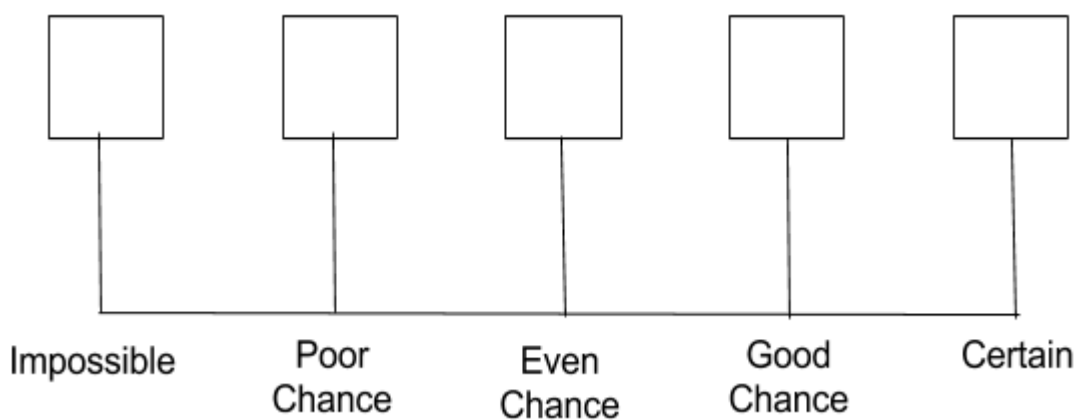 Impossible
Poor
Chance
Even
Chance
Good
Chance
Certain